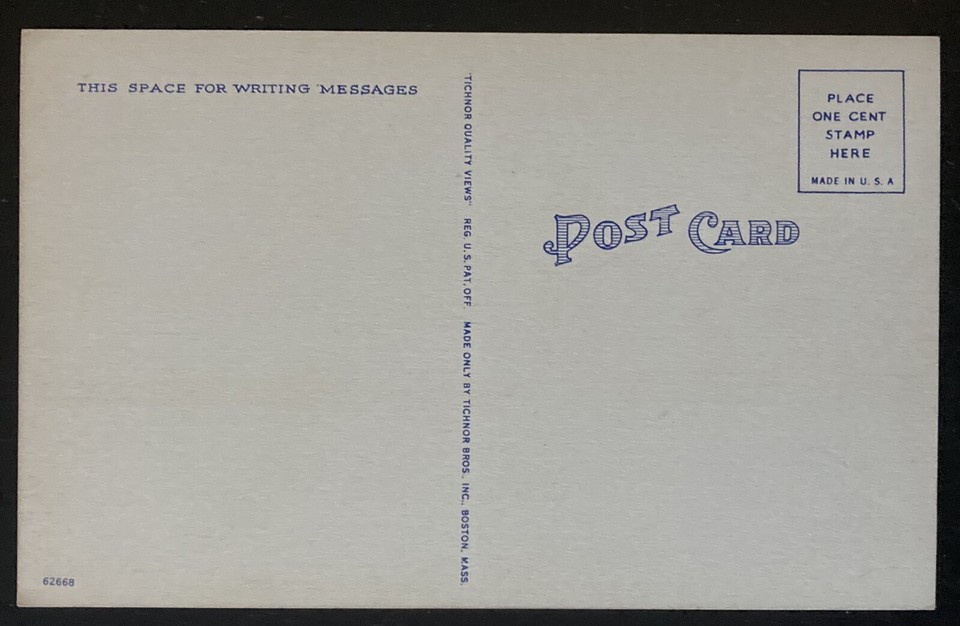 THIS SPACE FOR WRITING MESSAGES
"TICHNOR QUALITY VIEWS" REG. U.S. PAT. OFF. MADE ONLY BY TICHNOR BROS., INC., BOSTON, MASS.
PLACE
ONE CENT
STAMP
HERE
MADE IN U. S. A
POST CARD
62668